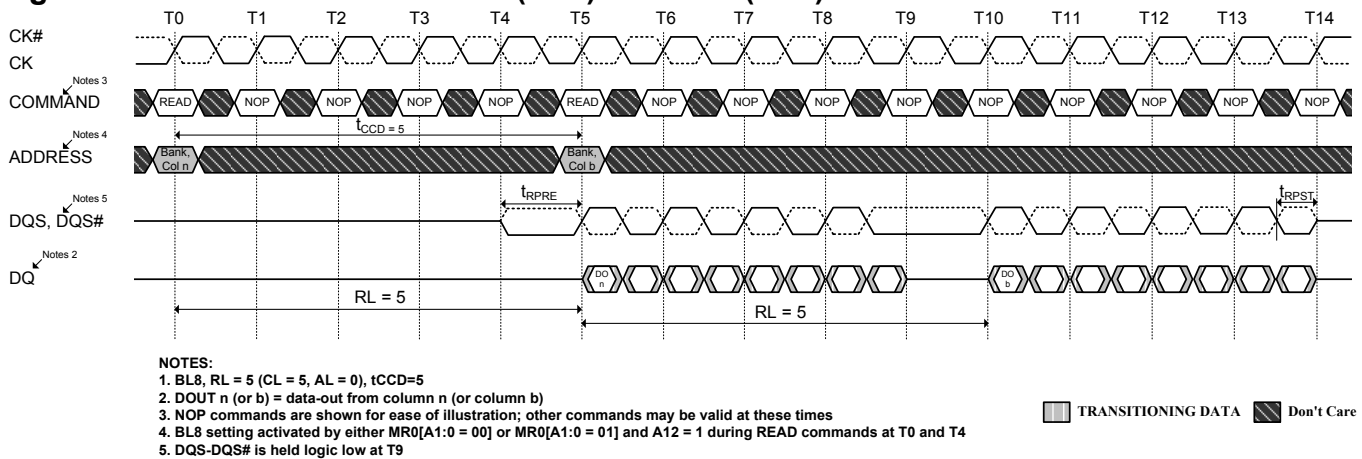 T0 T1 T2 T3 T4 T5 T6 T7 T8 T9 T10 T11 T12 T13 T14
CK#
CK
Notes 3
COMMAND READ NOP NOP NOP NOP READ NOP NOP NOP NOP NOP NOP NOP NOP NOP
tCCD = 5
Notes 4
ADDRESS Bank, Col n Bank, Col b
tRPRE tRPST
Notes 5
DQS, DQS#
Notes 2
DQ DO n DO b
RL = 5
RL = 5
NOTES:
1. BL8, RL = 5 (CL = 5, AL = 0), tCCD=5
2. DOUT n (or b) = data-out from column n (or column b)
3. NOP commands are shown for ease of illustration; other commands may be valid at these times
4. BL8 setting activated by either MR0[A1:0 = 00] or MR0[A1:0 = 01] and A12 = 1 during READ commands at T0 and T4
5. DQS-DQS# is held logic low at T9
TRANSITIONING DATA Don't Care